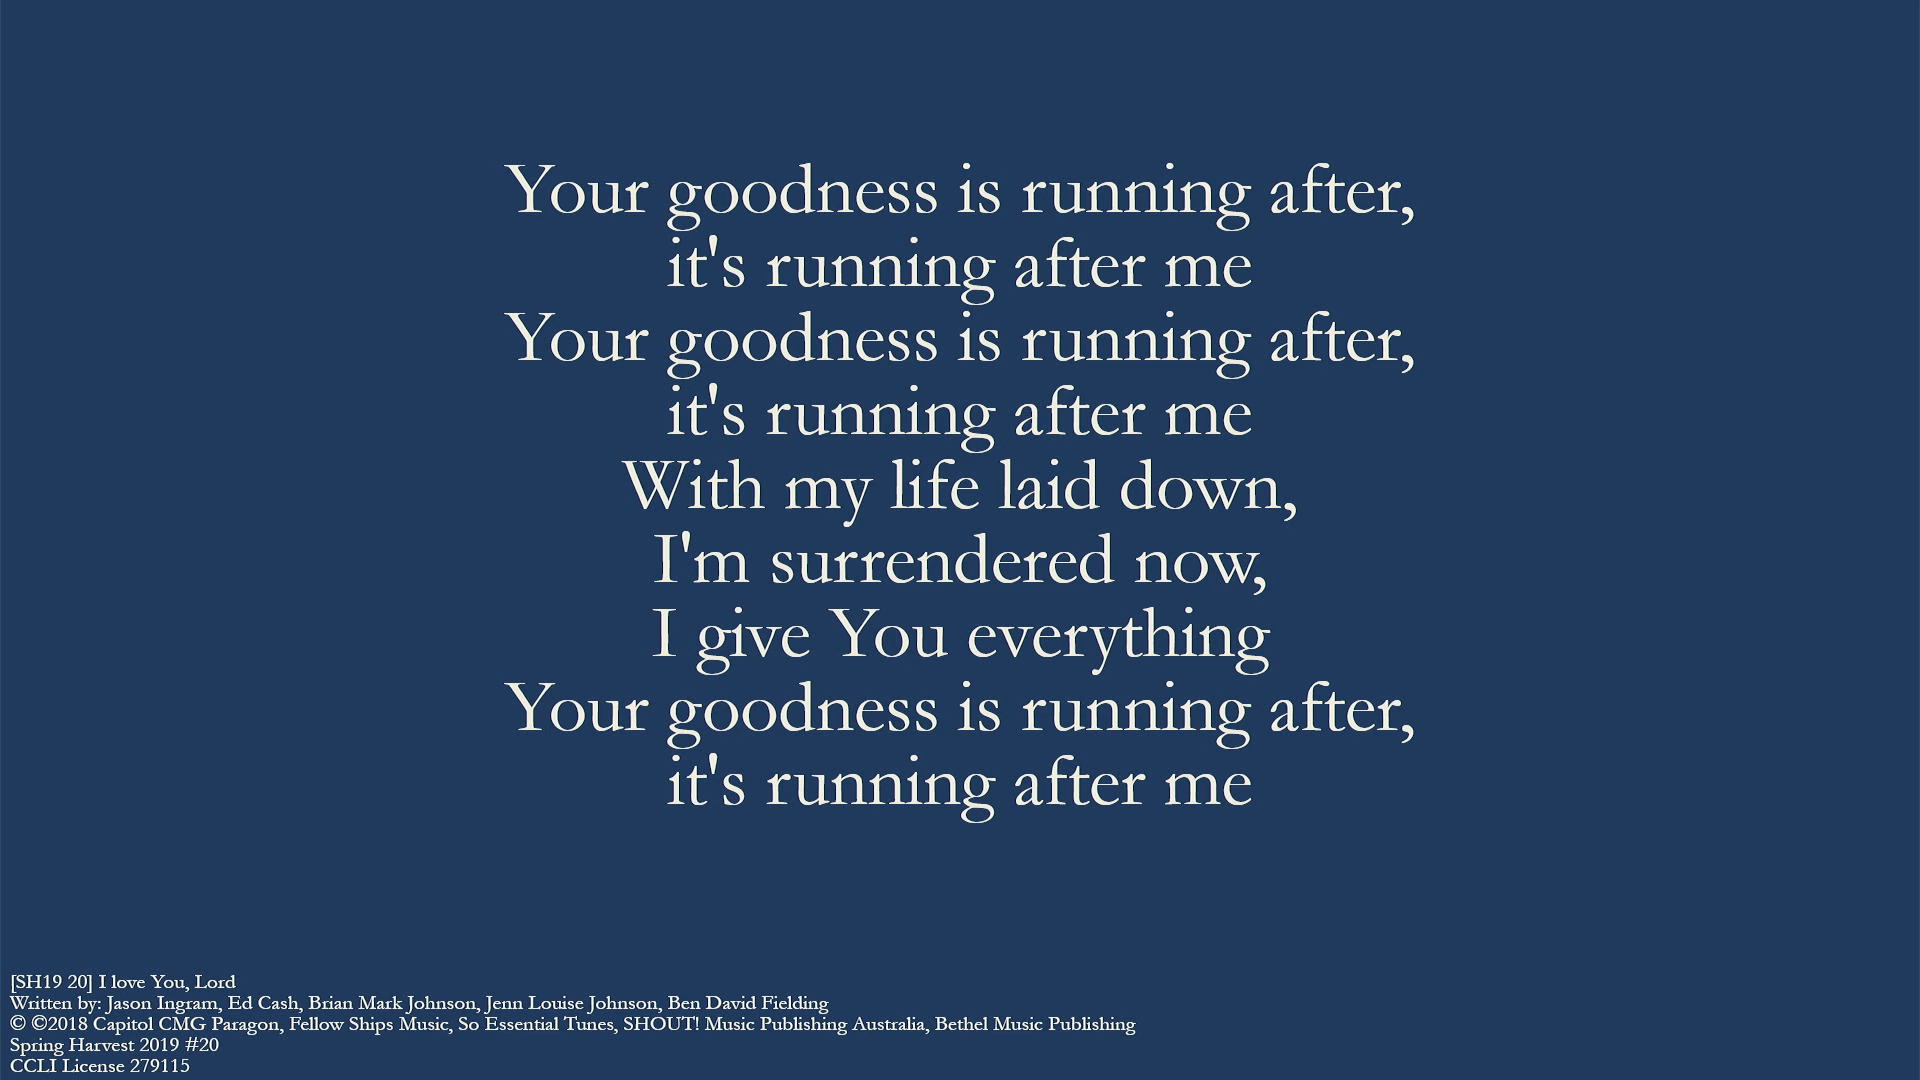 Your goodness is running after,
it's running after me
Your goodness is running after,
it's running after me
With my life laid down,
I'm surrendered now,
I give You everything
Your goodness is running after,
it's running after me
[SH19 20] I love You, Lord
Written by: Jason Ingram, Ed Cash, Brian Mark Johnson, Jenn Louise Johnson, Ben David Fielding
© ©2018 Capitol CMG Paragon, Fellow Ships Music, So Essential Tunes, SHOUT! Music Publishing Australia, Bethel Music Publishing
Spring Harvest 2019 #20
CCLI License 279115